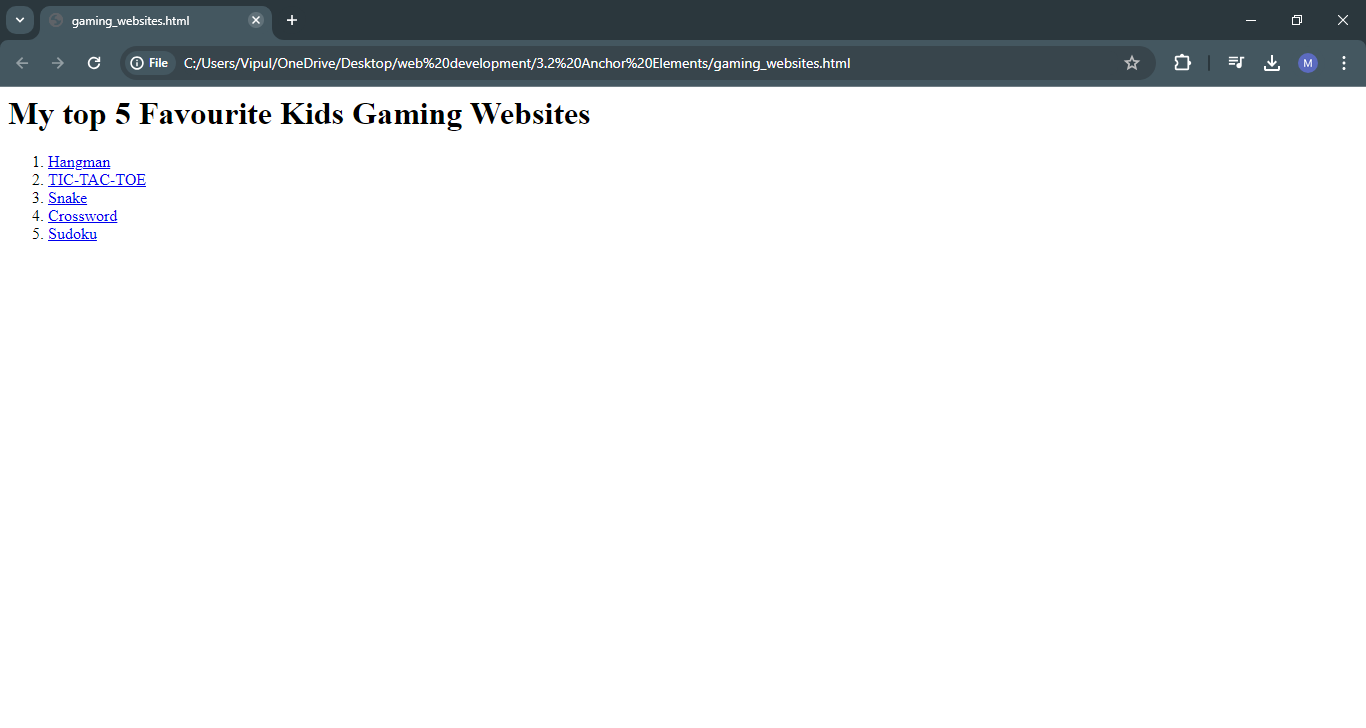 gaming_websites.html
File C:/Users/Vipul/OneDrive/Desktop/web%20development/3.2%20Anchor%20Elements/gaming_websites.html
M
My top 5 Favourite Kids Gaming Websites
1. Hangman
2. TIC-TAC-TOE
3. Snake
4. Crossword
5. Sudoku